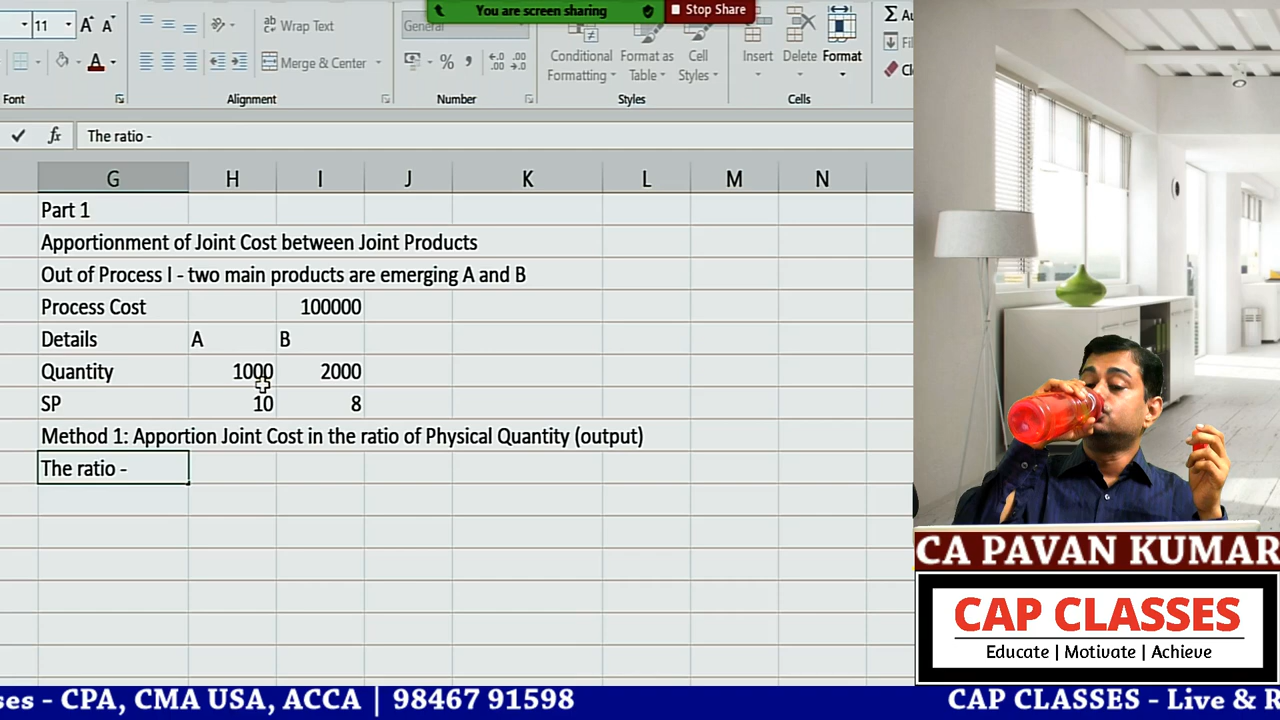 You are screen sharing
Stop Share
11
A A
ab Wrap Text
General
Σ Au
Merge & Center
%
Conditional Formatting
Format as Table
Cell Styles
Insert
Delete
Format
Font
Alignment
Number
Styles
Cells
fx
The ratio -
G H I J K L M N
Part 1
Apportionment of Joint Cost between Joint Products
Out of Process I - two main products are emerging A and B
Process Cost 100000
Details A B
Quantity 1000 2000
SP 10 8
Method 1: Apportion Joint Cost in the ratio of Physical Quantity (output)
The ratio -
CA PAVAN KUMAR
CAP CLASSES
Educate | Motivate | Achieve
ses - CPA, CMA USA, ACCA | 98467 91598
CAP CLASSES - Live & R